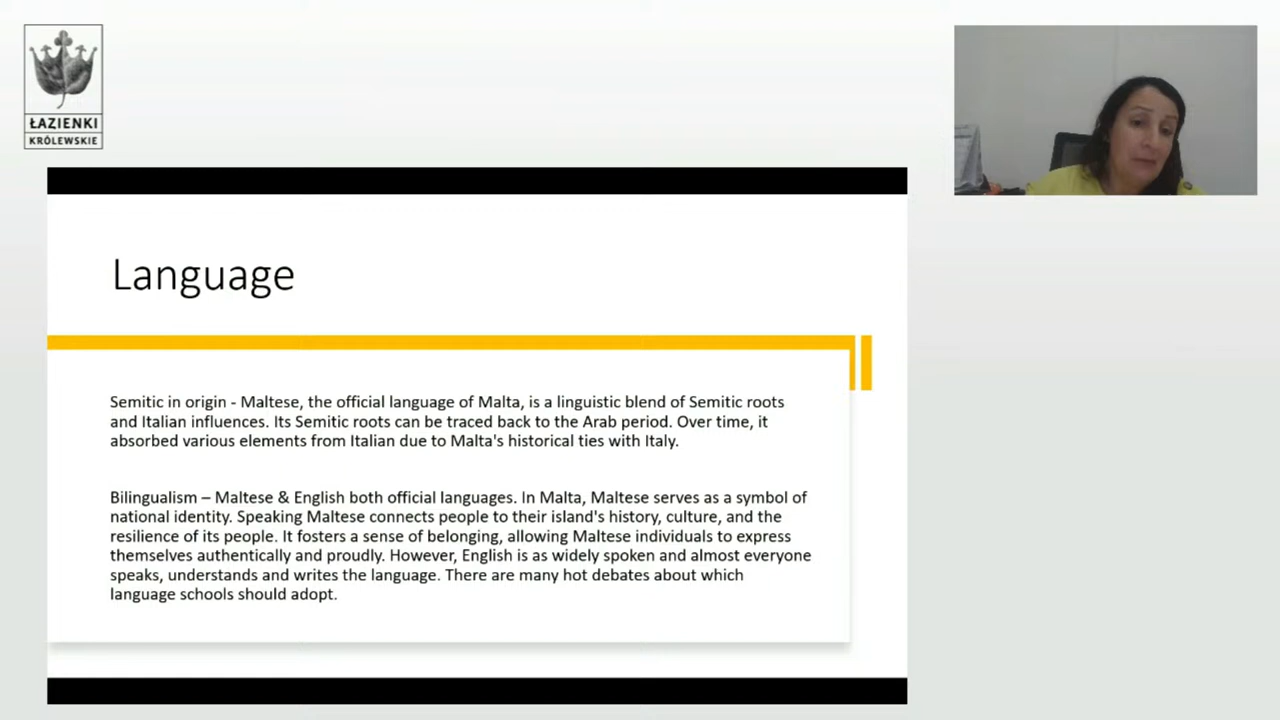 ŁAZIENKI
KRÓLEWSKIE
Language
Semitic in origin - Maltese, the official language of Malta, is a linguistic blend of Semitic roots
and Italian influences. Its Semitic roots can be traced back to the Arab period. Over time, it
absorbed various elements from Italian due to Malta's historical ties with Italy.
Bilingualism – Maltese & English both official languages. In Malta, Maltese serves as a symbol of
national identity. Speaking Maltese connects people to their island's history, culture, and the
resilience of its people. It fosters a sense of belonging, allowing Maltese individuals to express
themselves authentically and proudly. However, English is as widely spoken and almost everyone
speaks, understands and writes the language. There are many hot debates about which
language schools should adopt.